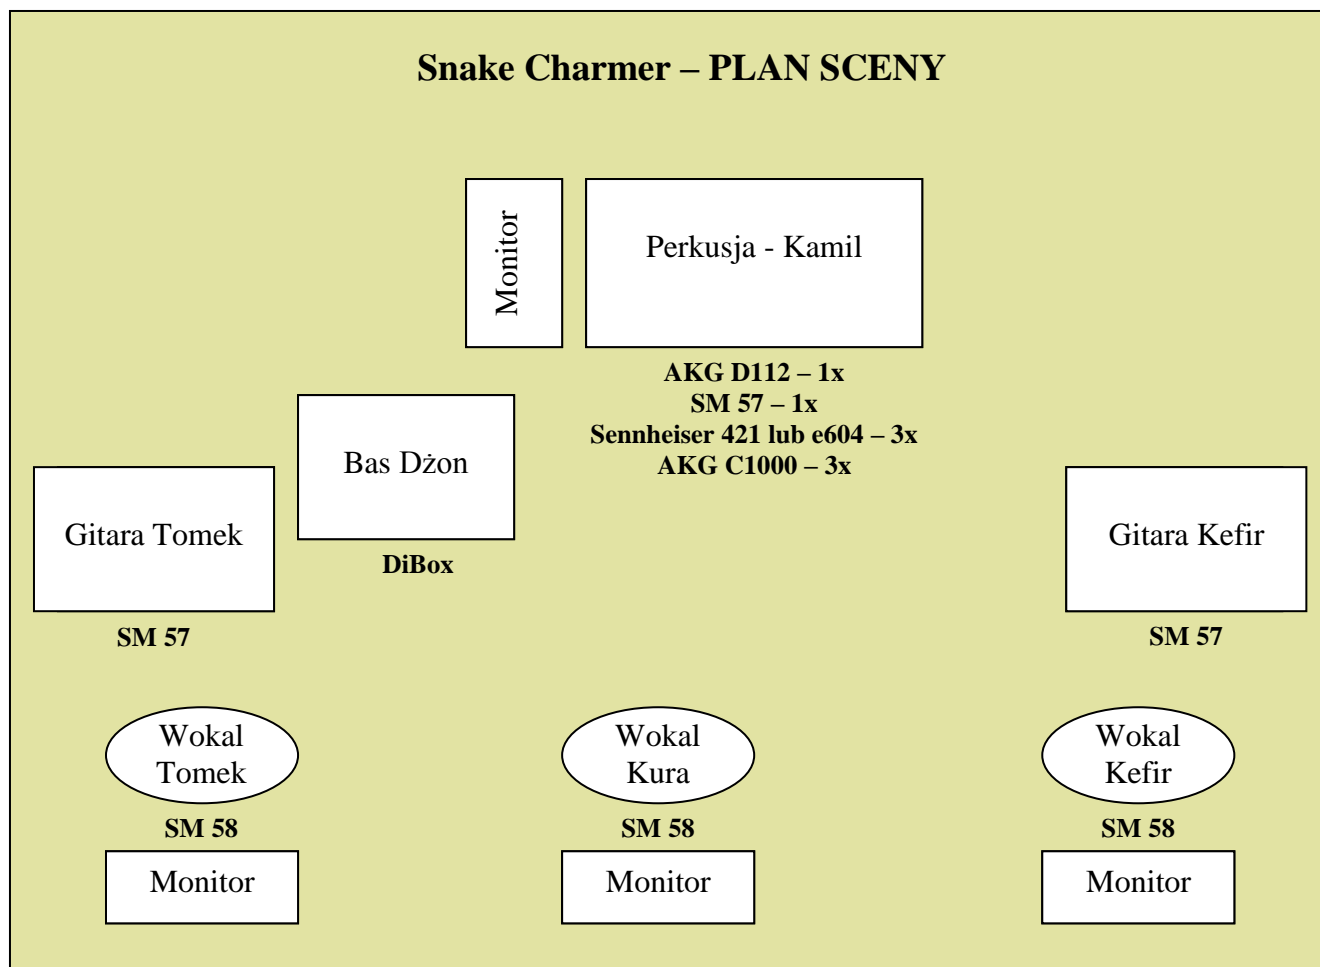 Snake Charmer – PLAN SCENY
Monitor
Perkusja - Kamil
AKG D112 – 1x
SM 57 – 1x
Sennheiser 421 lub e604 – 3x
AKG C1000 – 3x
Bas Dżon
DiBox
Gitara Tomek
SM 57
Gitara Kefir
SM 57
Wokal
Tomek
SM 58
Monitor
Wokal
Kura
SM 58
Monitor
Wokal
Kefir
SM 58
Monitor